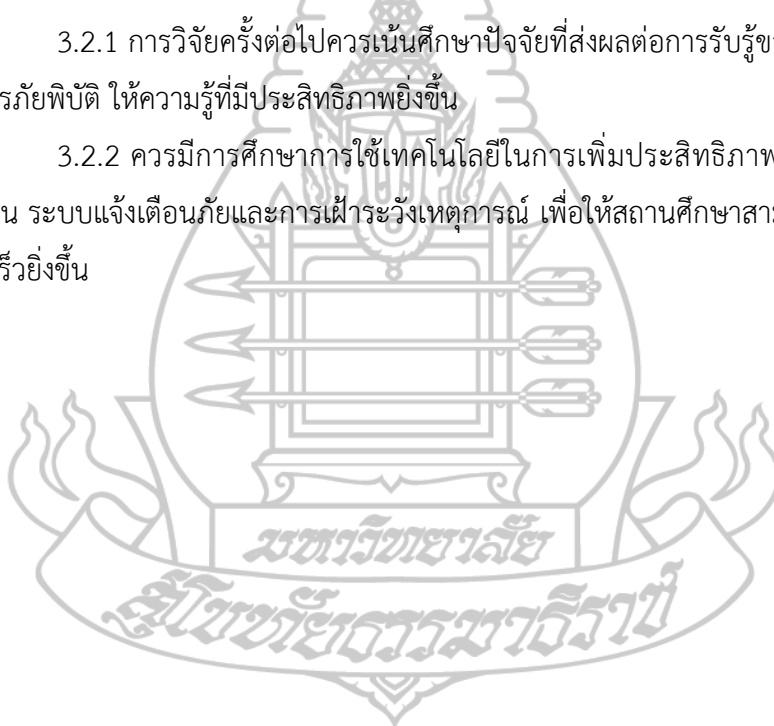 3.2.1 การวิจัยครั้งต่อไปควรเน้นศึกษาปัจจัยที่ส่งผลต่อการรับรู้ข
รภัยพิบัติ ให้ความรู้ที่มีประสิทธิภาพยิ่งขึ้น
3.2.2 ควรมีการศึกษาการใช้เทคโนโลยีในการเพิ่มประสิทธิภาพ
น ระบบแจ้งเตือนภัยและการเฝ้าระวังเหตุการณ์ เพื่อให้สถานศึกษาสา
ร็วยิ่งขึ้น
มหาวิทยาลัย
สุโขทัยธรรมาธิราช